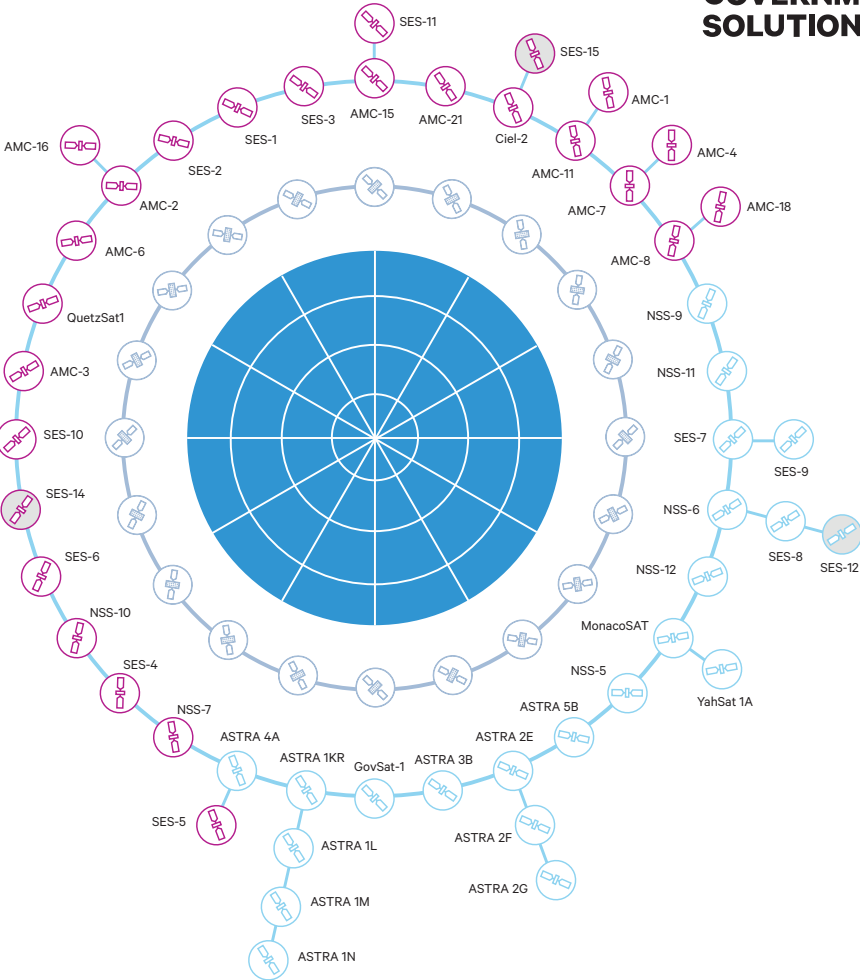 GOVERNM
SOLUTION
SES-11
SES-15
AMC-1
AMC-4
AMC-18
SES-3
AMC-15
AMC-21
Ciel-2
AMC-11
AMC-7
AMC-8
SES-1
SES-2
AMC-16
AMC-2
AMC-6
QuetzSat1
AMC-3
SES-10
SES-14
SES-6
NSS-10
SES-4
NSS-7
NSS-9
NSS-11
SES-7
SES-9
NSS-6
SES-8
SES-12
NSS-12
MonacoSAT
YahSat 1A
NSS-5
ASTRA 5B
ASTRA 2E
ASTRA 3B
GovSat-1
ASTRA 1KR
ASTRA 4A
SES-5
ASTRA 1L
ASTRA 1M
ASTRA 1N
ASTRA 2F
ASTRA 2G